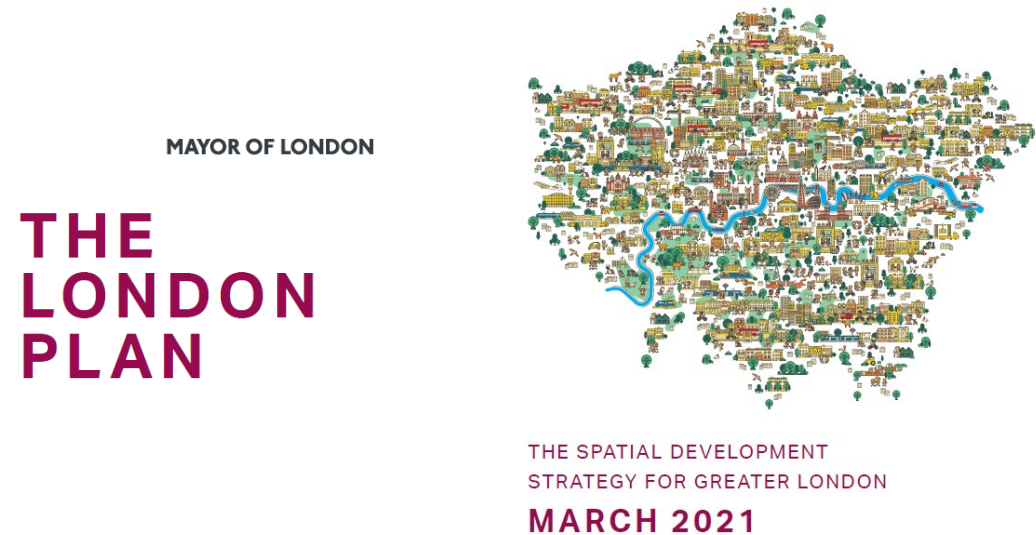 MAYOR OF LONDON
THE
LONDON
PLAN
THE SPATIAL DEVELOPMENT
STRATEGY FOR GREATER LONDON
MARCH 2021